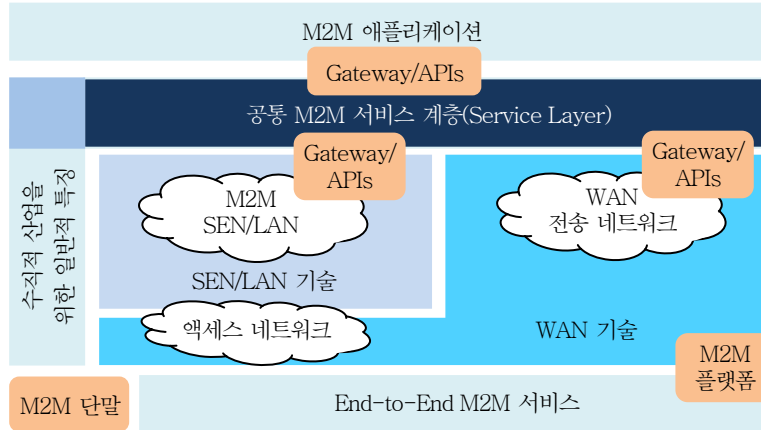 M2M 애플리케이션
Gateway/APIs
공통 M2M 서비스 계층(Service Layer)
Gateway/
APIs
Gateway/
APIs
수직적 산업을
위한 일반적 특징
M2M
SEN/LAN
WAN
전송 네트워크
SEN/LAN 기술
액세스 네트워크
WAN 기술
M2M
플랫폼
M2M 단말
End-to-End M2M 서비스